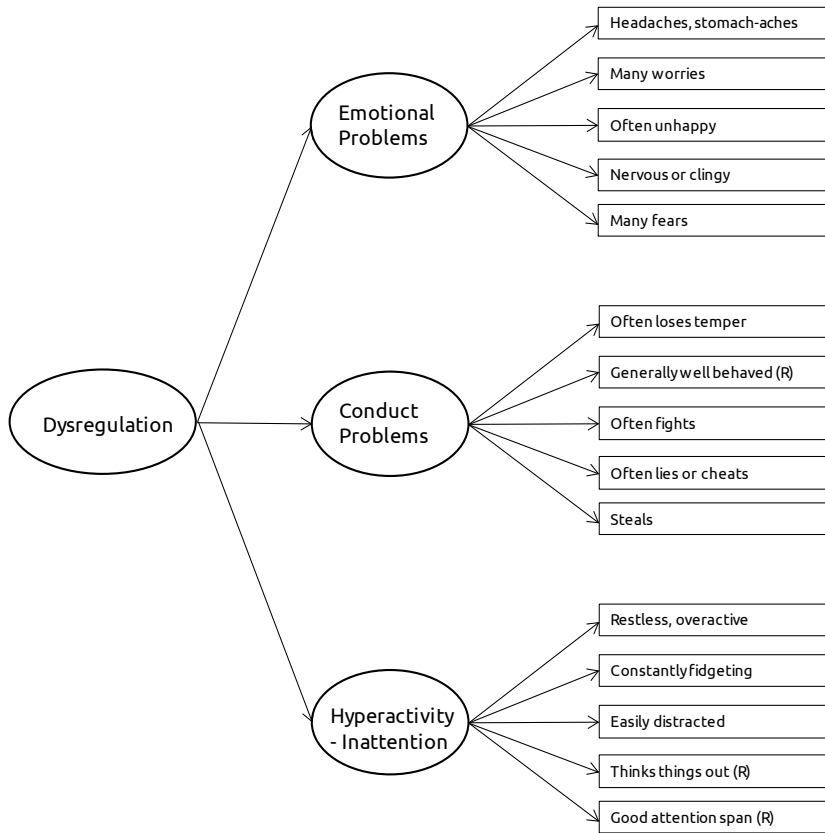 Headaches, stomach-aches
Many worries
Emotional
Problems
Often unhappy
Nervous or clingy
Many fears
Often loses temper
Generally well behaved (R)
Dysregulation
Conduct
Problems
Often fights
Often lies or cheats
Steals
Restless, overactive
Constantly fidgeting
Hyperactivity
- Inattention
Easily distracted
Thinks things out (R)
Good attention span (R)